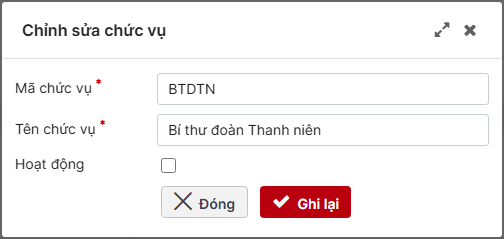 Chỉnh sửa chức vụ
Mã chức vụ * BTDTN
Tên chức vụ * Bí thư đoàn Thanh niên
Hoạt động
Đóng Ghi lại